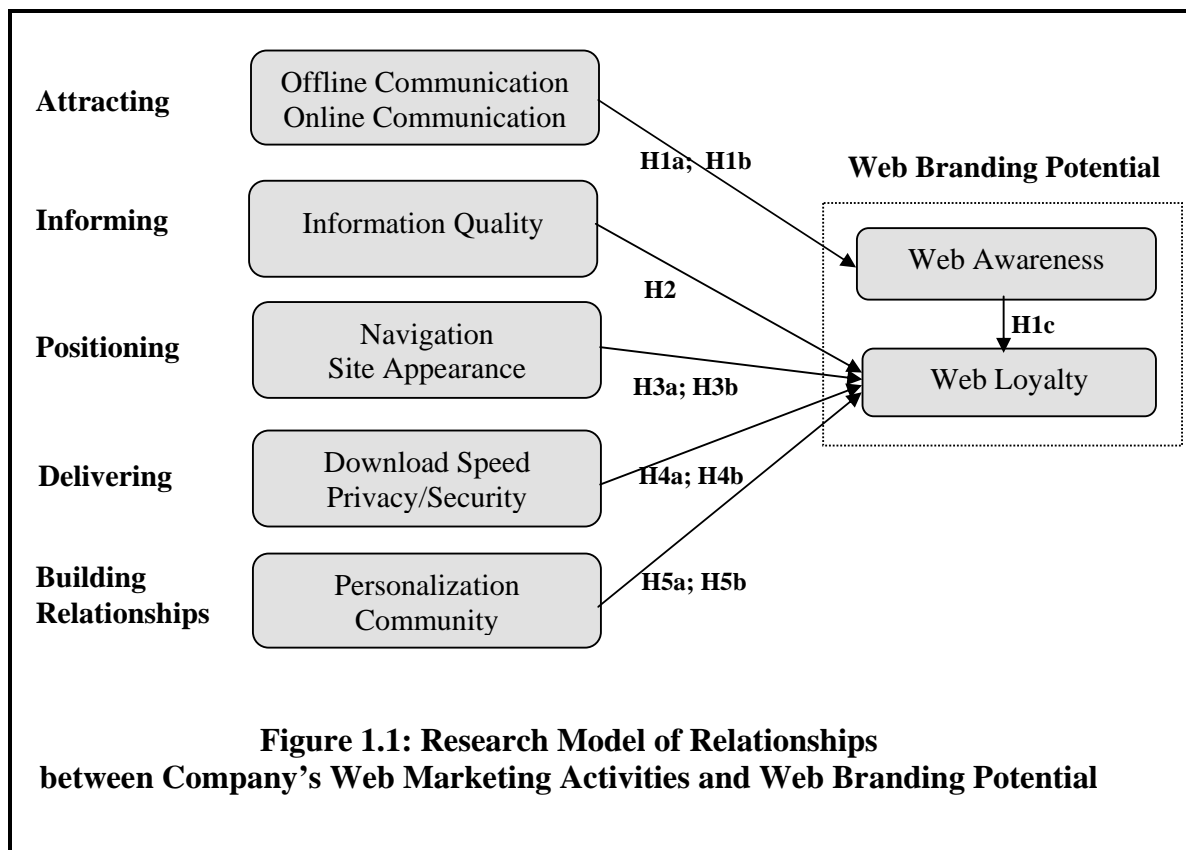 Attracting
Offline Communication
Online Communication
H1a; H1b
Web Branding Potential
Informing
Information Quality
Web Awareness
H2
H1c
Positioning
Navigation
Site Appearance
H3a; H3b
Web Loyalty
Delivering
Download Speed
Privacy/Security
H4a; H4b
Building
Relationships
Personalization
Community
H5a; H5b
Figure 1.1: Research Model of Relationships
between Company’s Web Marketing Activities and Web Branding Potential